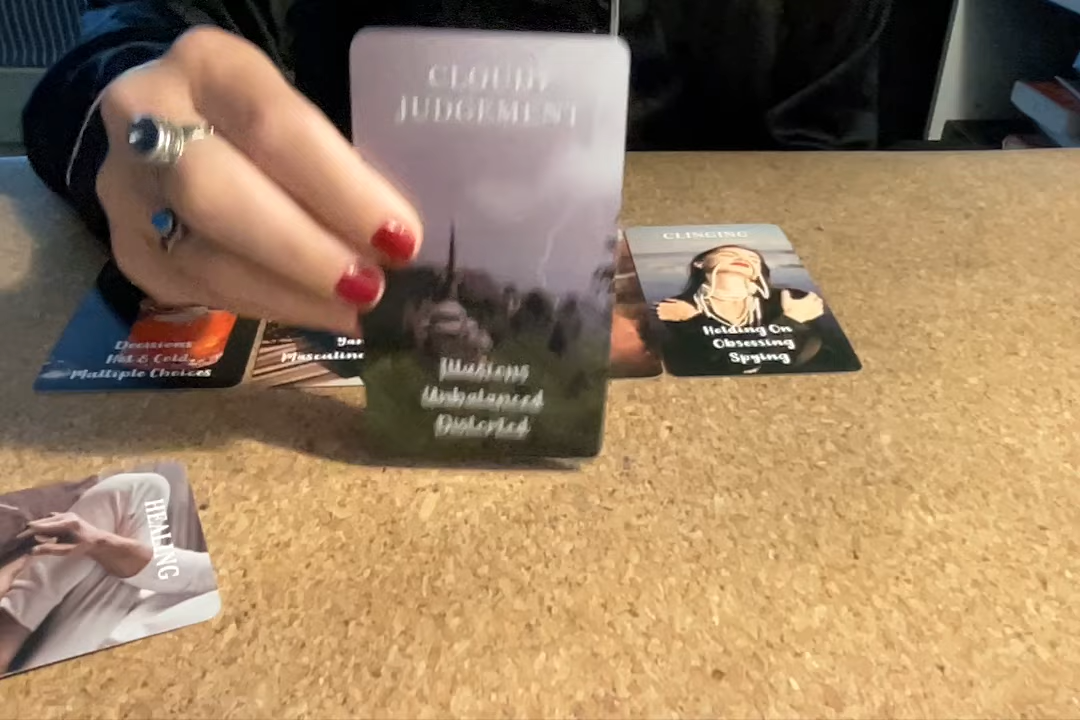 CLOUDY
JUDGEMENT
Illusions
Unbalanced
Distorted
CLINGING
Holding On
Obsessing
Spying
Decisions
Hot & Cold
Multiple Choices
Masculine
HEALING